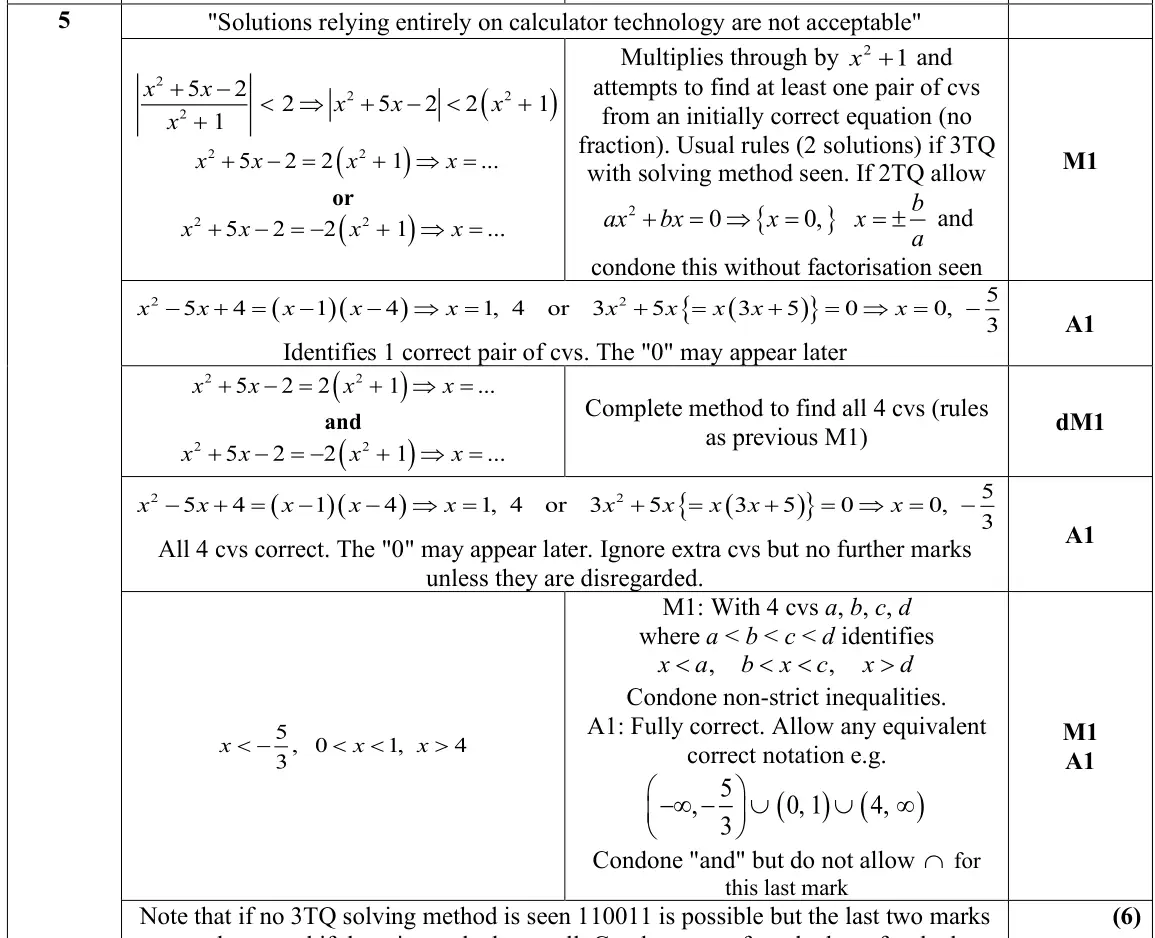 5
"Solutions relying entirely on calculator technology are not acceptable"
|(x² + 5x − 2)/(x² + 1)| < 2 ⇒ |x² + 5x − 2| < 2(x² + 1)
x² + 5x − 2 = 2(x² + 1) ⇒ x = ...
or
x² + 5x − 2 = −2(x² + 1) ⇒ x = ...
Multiplies through by x² + 1 and
attempts to find at least one pair of cvs
from an initially correct equation (no
fraction). Usual rules (2 solutions) if 3TQ
with solving method seen. If 2TQ allow
ax² + bx = 0 ⇒ {x = 0,} x = ± b/a and
condone this without factorisation seen
M1
x² − 5x + 4 = (x − 1)(x − 4) ⇒ x = 1, 4 or 3x² + 5x {= x(3x + 5)} = 0 ⇒ x = 0, − 5/3
Identifies 1 correct pair of cvs. The "0" may appear later
A1
x² + 5x − 2 = 2(x² + 1) ⇒ x = ...
and
x² + 5x − 2 = −2(x² + 1) ⇒ x = ...
Complete method to find all 4 cvs (rules
as previous M1)
dM1
x² − 5x + 4 = (x − 1)(x − 4) ⇒ x = 1, 4 or 3x² + 5x {= x(3x + 5)} = 0 ⇒ x = 0, − 5/3
All 4 cvs correct. The "0" may appear later. Ignore extra cvs but no further marks
unless they are disregarded.
A1
x < − 5/3, 0 < x < 1, x > 4
M1: With 4 cvs a, b, c, d
where a < b < c < d identifies
x < a, b < x < c, x > d
Condone non-strict inequalities.
A1: Fully correct. Allow any equivalent
correct notation e.g.
(−∞, − 5/3) ∪ (0, 1) ∪ (4, ∞)
Condone "and" but do not allow ∩ for
this last mark
M1
A1
Note that if no 3TQ solving method is seen 110011 is possible but the last two marks
(6)